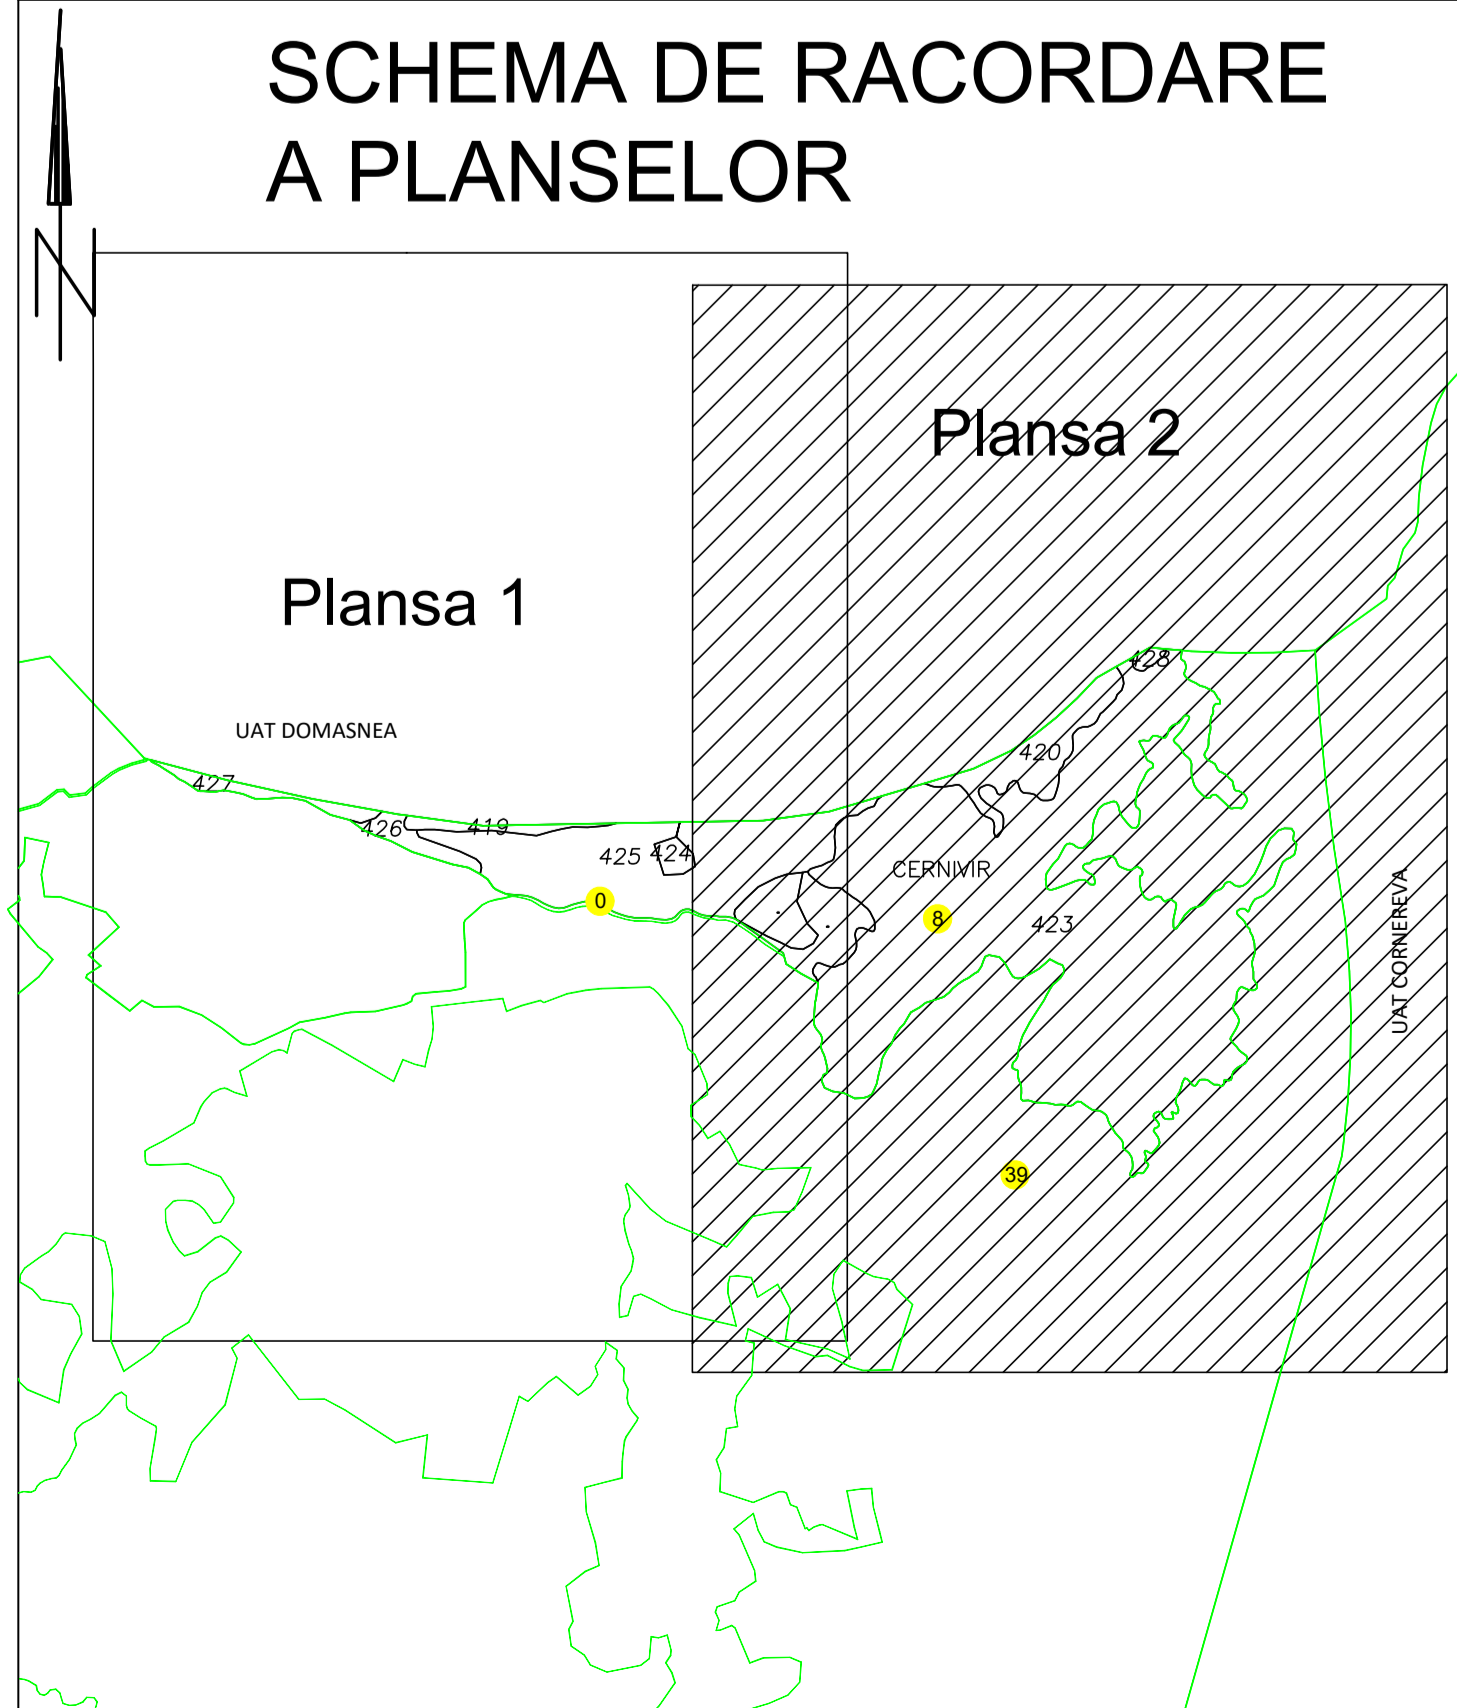 SCHEMA DE RACORDARE
A PLANSELOR
N
Plansa 2
Plansa 1
428
UAT DOMASNEA
420
427
426
419
425
424
CERNIVIR
0
8
423
UAT CORNEREVA
39